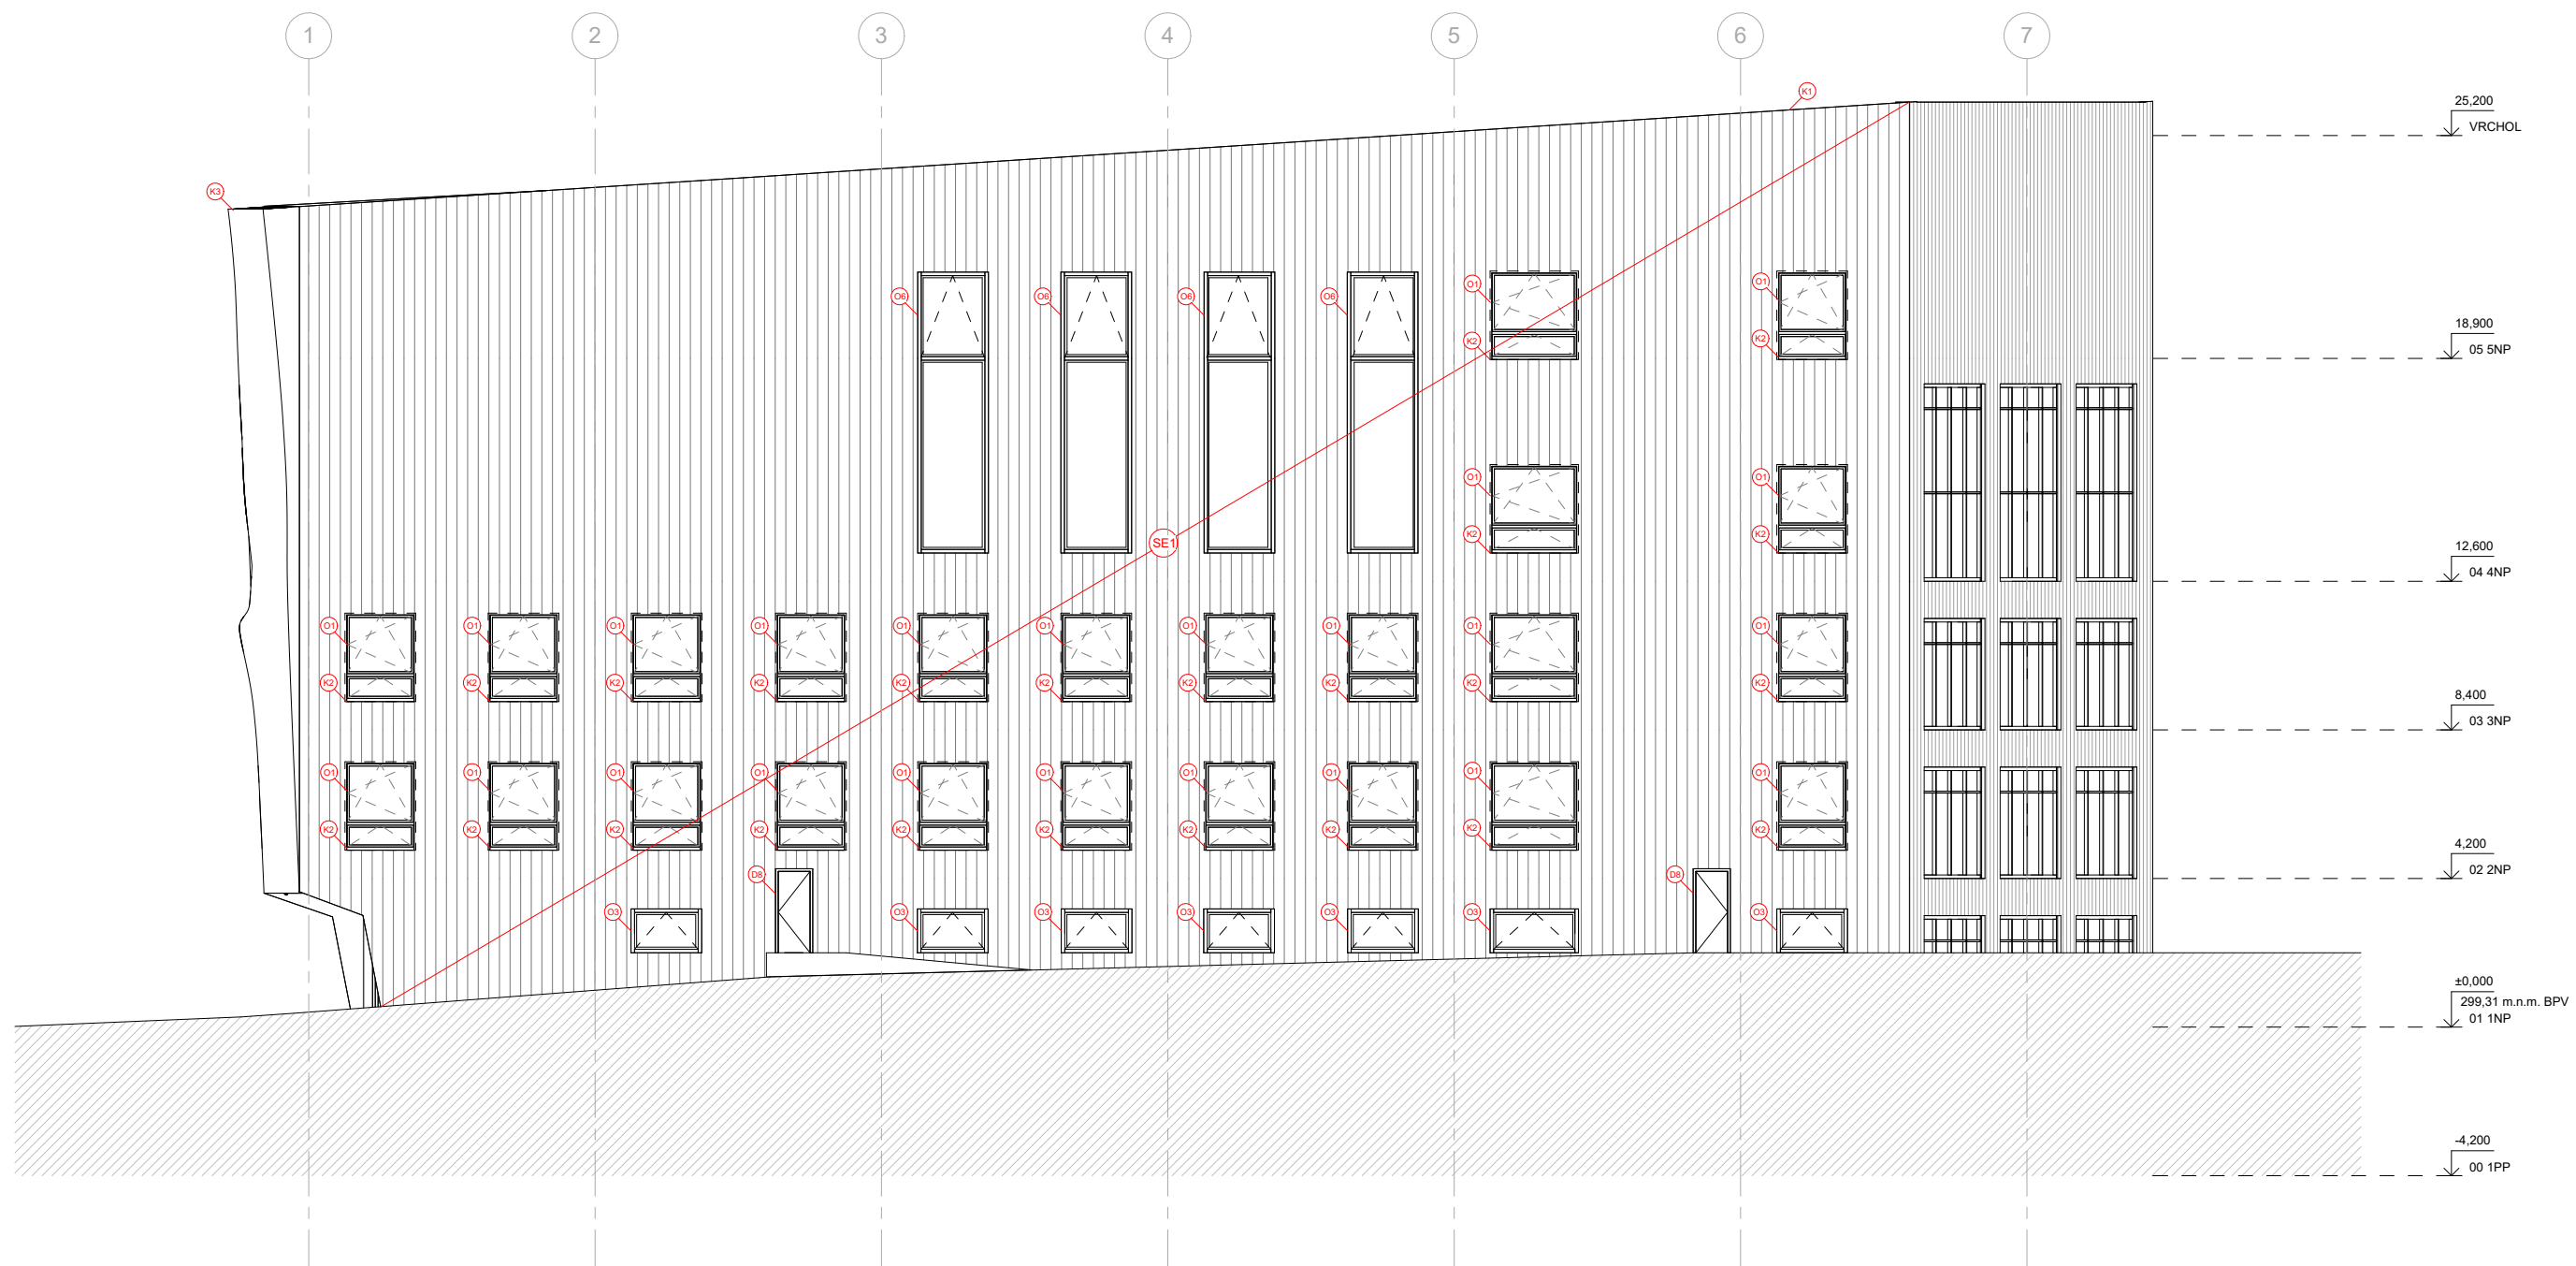 1 2 3 4 5 6 7
K1
25,200
VRCHOL
K3
O6 O6 O6 O6 O1 O1
K2 K2
18,900
05 5NP
O1 O1
K2 K2
SE1
12,600
04 4NP
O1 O1 O1 O1 O1 O1 O1 O1 O1 O1
K2 K2 K2 K2 K2 K2 K2 K2 K2 K2
8,400
03 3NP
O1 O1 O1 O1 O1 O1 O1 O1 O1 O1
K2 K2 K2 K2 K2 K2 K2 K2 K2 K2
4,200
02 2NP
D8 D8
O3 O3 O3 O3 O3 O3 O3
±0,000
299,31 m.n.m. BPV
01 1NP
-4,200
00 1PP